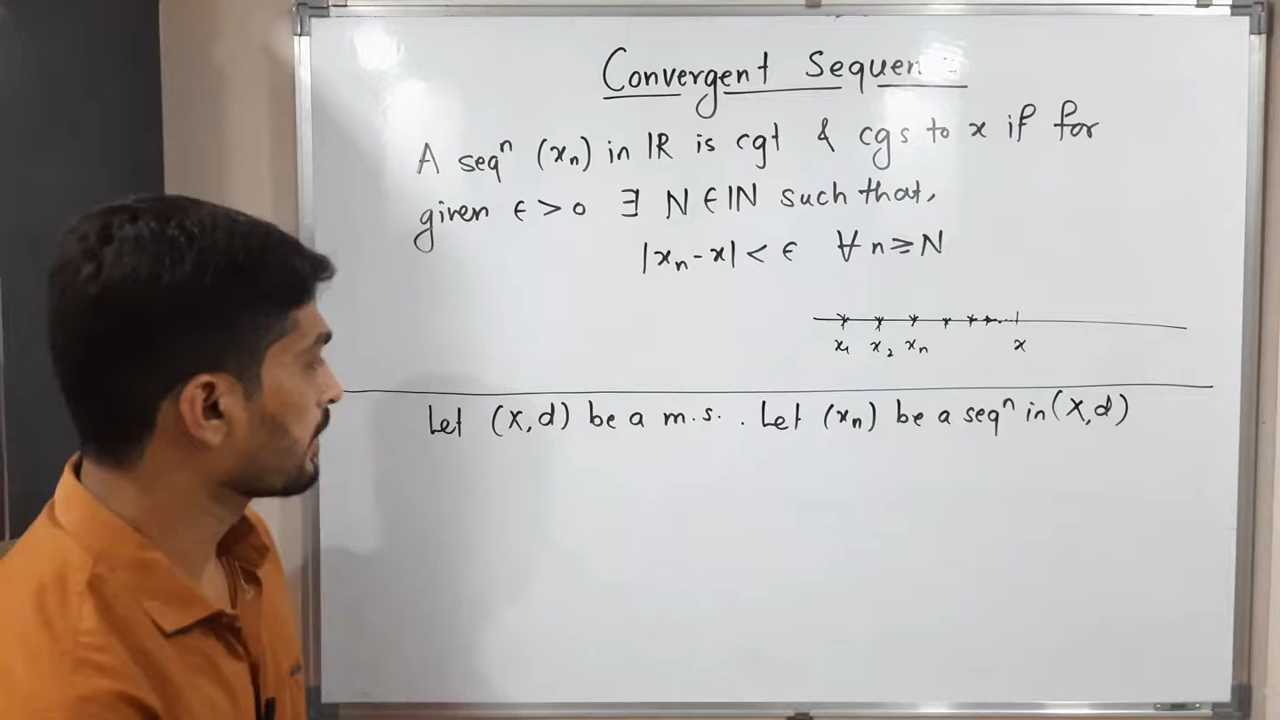 Convergent Sequen
A seqⁿ (xₙ) in ℝ is cgt & cgs to x if for
given ϵ > 0 ∃ N ∈ ℕ such that,
|xₙ - x| < ϵ ∀ n ≥ N
x₁ x₂ xₙ x
Let (X,d) be a m.s. . Let (xₙ) be a seqⁿ in (X,d)